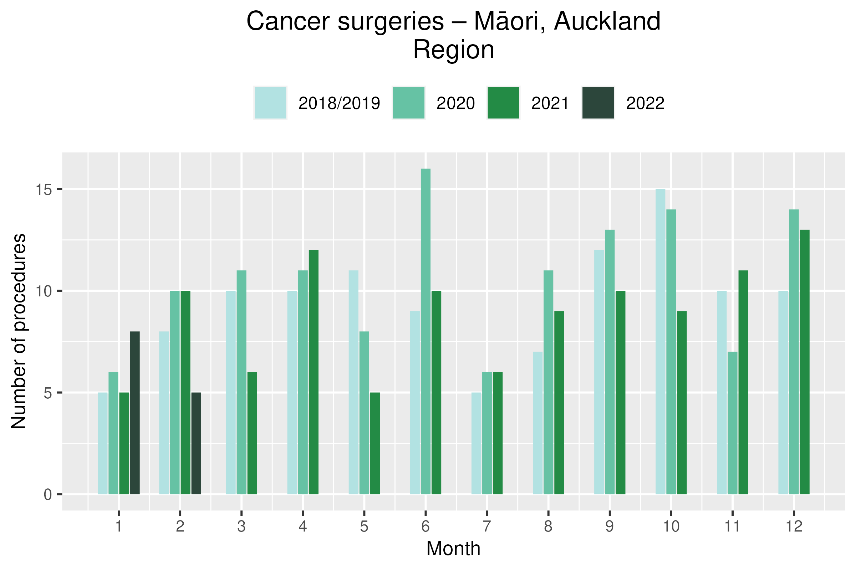 Cancer surgeries – Māori, Auckland
Region
2018/2019 2020 2021 2022
Number of procedures
15
10
5
0
1 2 3 4 5 6 7 8 9 10 11 12
Month